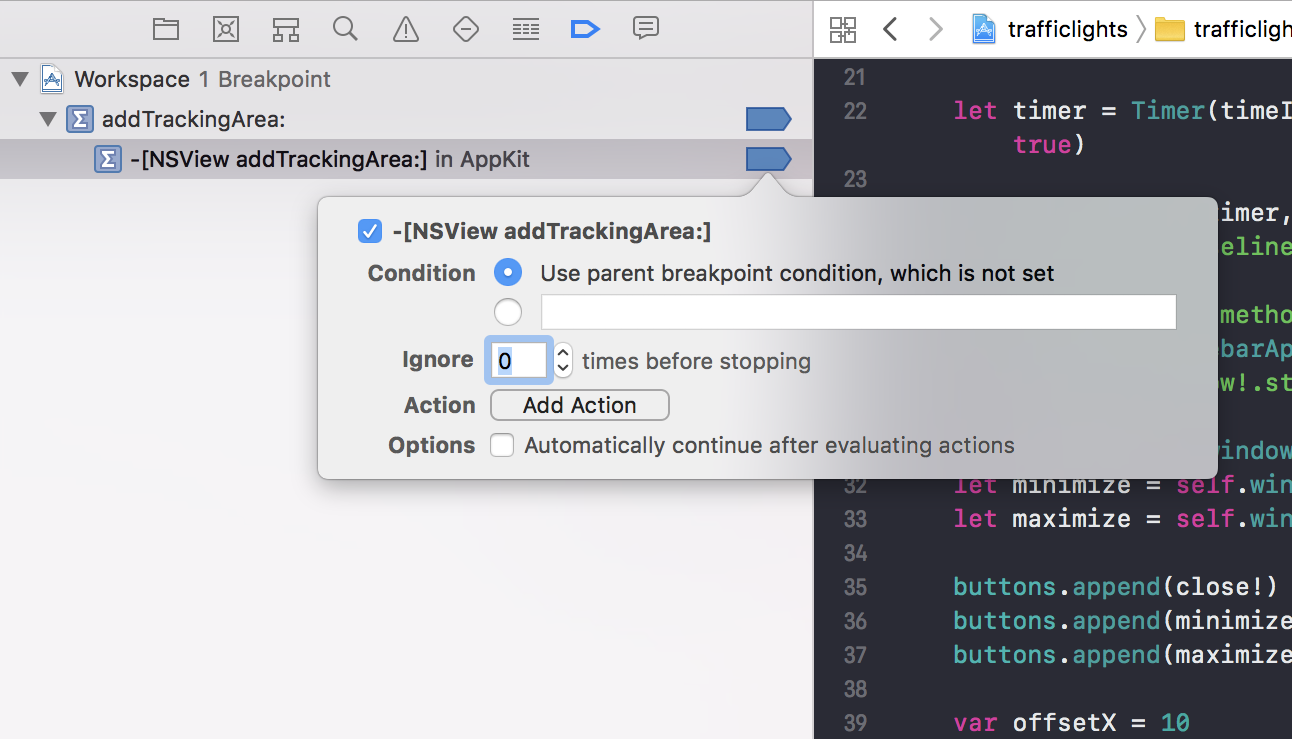 trafficlights
Workspace 1 Breakpoint
addTrackingArea:
-[NSView addTrackingArea:] in AppKit
-[NSView addTrackingArea:]
Condition Use parent breakpoint condition, which is not set
Ignore 0 times before stopping
Action Add Action
Options Automatically continue after evaluating actions
21
22 let timer = Timer(timeI
true)
23
imer,
eline
metho
barAp
w!.st
indow
32 let minimize = self.win
33 let maximize = self.win
34
35 buttons.append(close!)
36 buttons.append(minimize
37 buttons.append(maximize
38
39 var offsetX = 10